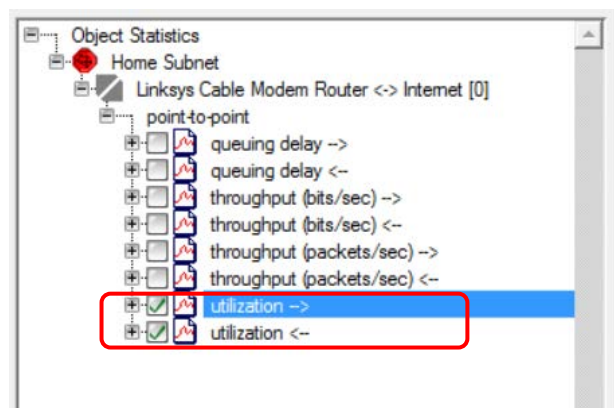 Object Statistics
Home Subnet
Linksys Cable Modem Router <-> Internet [0]
point-to-point
queuing delay -->
queuing delay <--
throughput (bits/sec) -->
throughput (bits/sec) <--
throughput (packets/sec) -->
throughput (packets/sec) <--
utilization -->
utilization <--